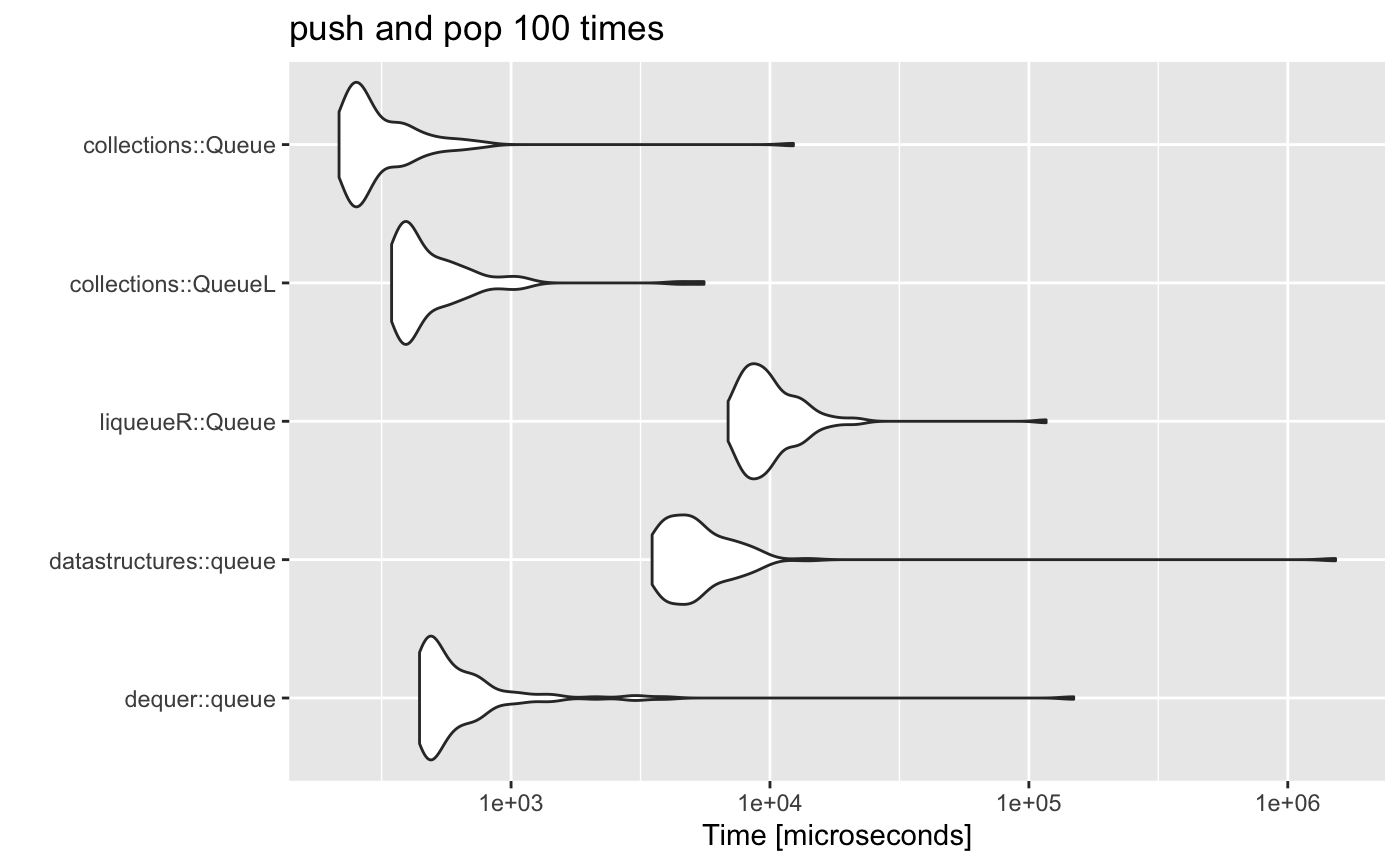 push and pop 100 times
collections::Queue
collections::QueueL
liqueueR::Queue
datastructures::queue
dequer::queue
1e+03 1e+04 1e+05 1e+06
Time [microseconds]